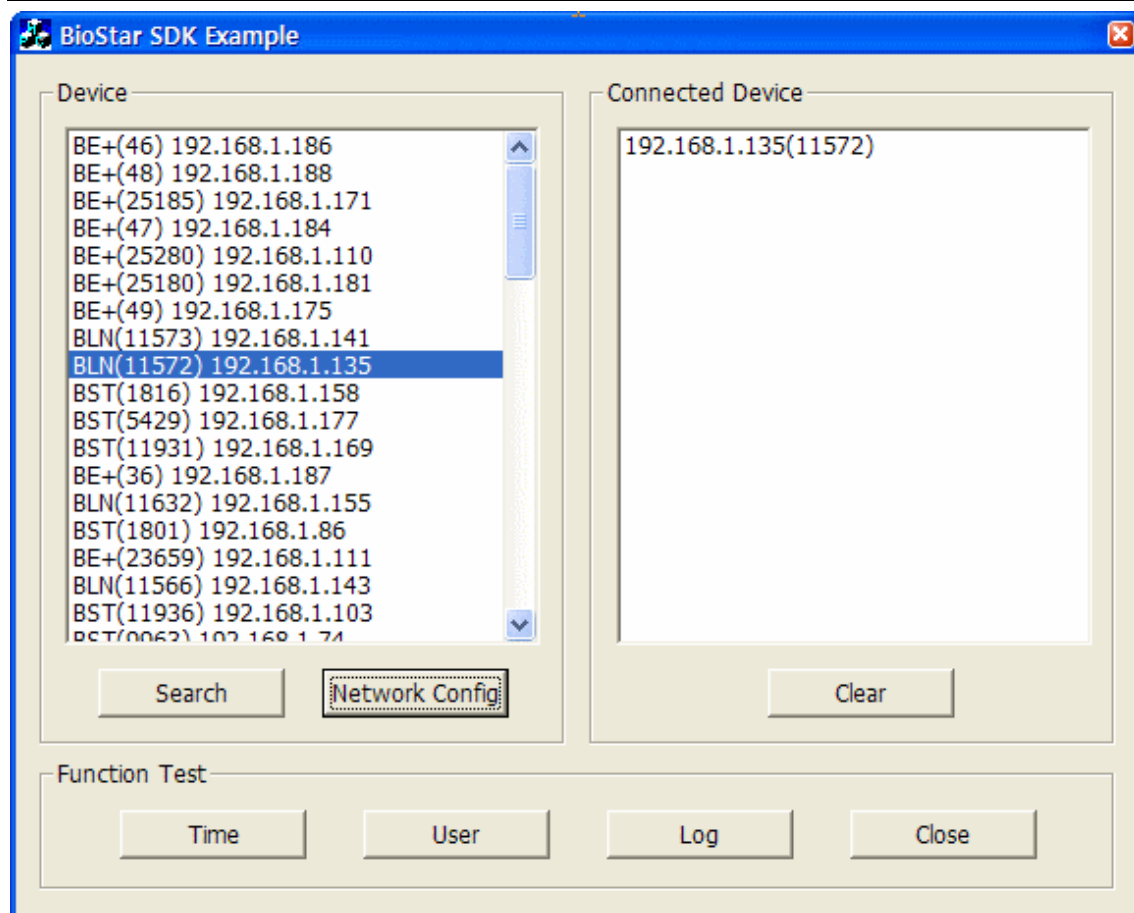 BioStar SDK Example
Device
BE+(46) 192.168.1.186
BE+(48) 192.168.1.188
BE+(25185) 192.168.1.171
BE+(47) 192.168.1.184
BE+(25280) 192.168.1.110
BE+(25180) 192.168.1.181
BE+(49) 192.168.1.175
BLN(11573) 192.168.1.141
BLN(11572) 192.168.1.135
BST(1816) 192.168.1.158
BST(5429) 192.168.1.177
BST(11931) 192.168.1.169
BE+(36) 192.168.1.187
BLN(11632) 192.168.1.155
BST(1801) 192.168.1.86
BE+(23659) 192.168.1.111
BLN(11566) 192.168.1.143
BST(11936) 192.168.1.103
Search Network Config
Connected Device
192.168.1.135(11572)
Clear
Function Test
Time User Log Close